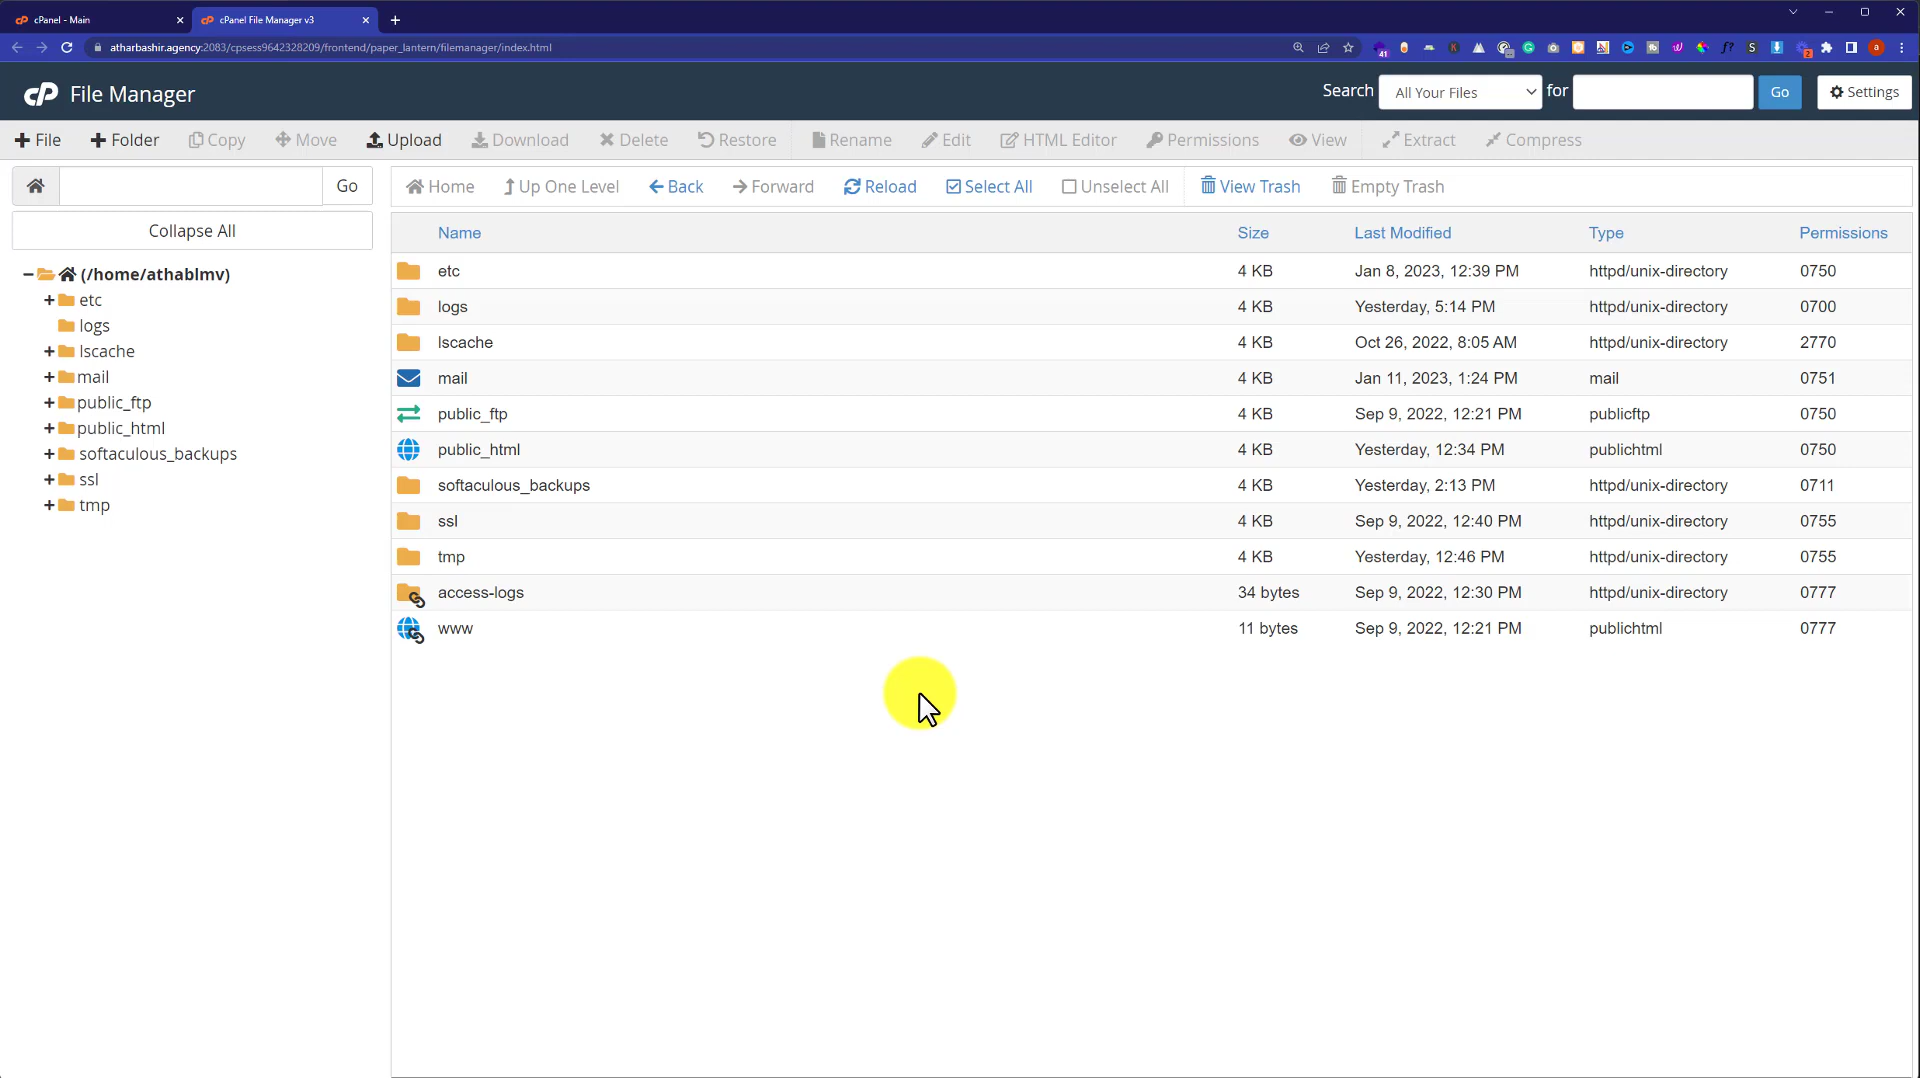 cPanel - Main
cPanel File Manager v3
atharbashir.agency:2083/cpsess9642328209/frontend/paper_lantern/filemanager/index.html
cP File Manager
Search All Your Files for Go Settings
File Folder Copy Move Upload Download Delete Restore Rename Edit HTML Editor Permissions View Extract Compress
Go
Collapse All
(/home/athablmv)
etc
logs
lscache
mail
public_ftp
public_html
softaculous_backups
ssl
tmp
Home Up One Level Back Forward Reload Select All Unselect All View Trash Empty Trash
Name Size Last Modified Type Permissions
etc 4 KB Jan 8, 2023, 12:39 PM httpd/unix-directory 0750
logs 4 KB Yesterday, 5:14 PM httpd/unix-directory 0700
lscache 4 KB Oct 26, 2022, 8:05 AM httpd/unix-directory 2770
mail 4 KB Jan 11, 2023, 1:24 PM mail 0751
public_ftp 4 KB Sep 9, 2022, 12:21 PM publicftp 0750
public_html 4 KB Yesterday, 12:34 PM publichtml 0750
softaculous_backups 4 KB Yesterday, 2:13 PM httpd/unix-directory 0711
ssl 4 KB Sep 9, 2022, 12:40 PM httpd/unix-directory 0755
tmp 4 KB Yesterday, 12:46 PM httpd/unix-directory 0755
access-logs 34 bytes Sep 9, 2022, 12:30 PM httpd/unix-directory 0777
www 11 bytes Sep 9, 2022, 12:21 PM publichtml 0777